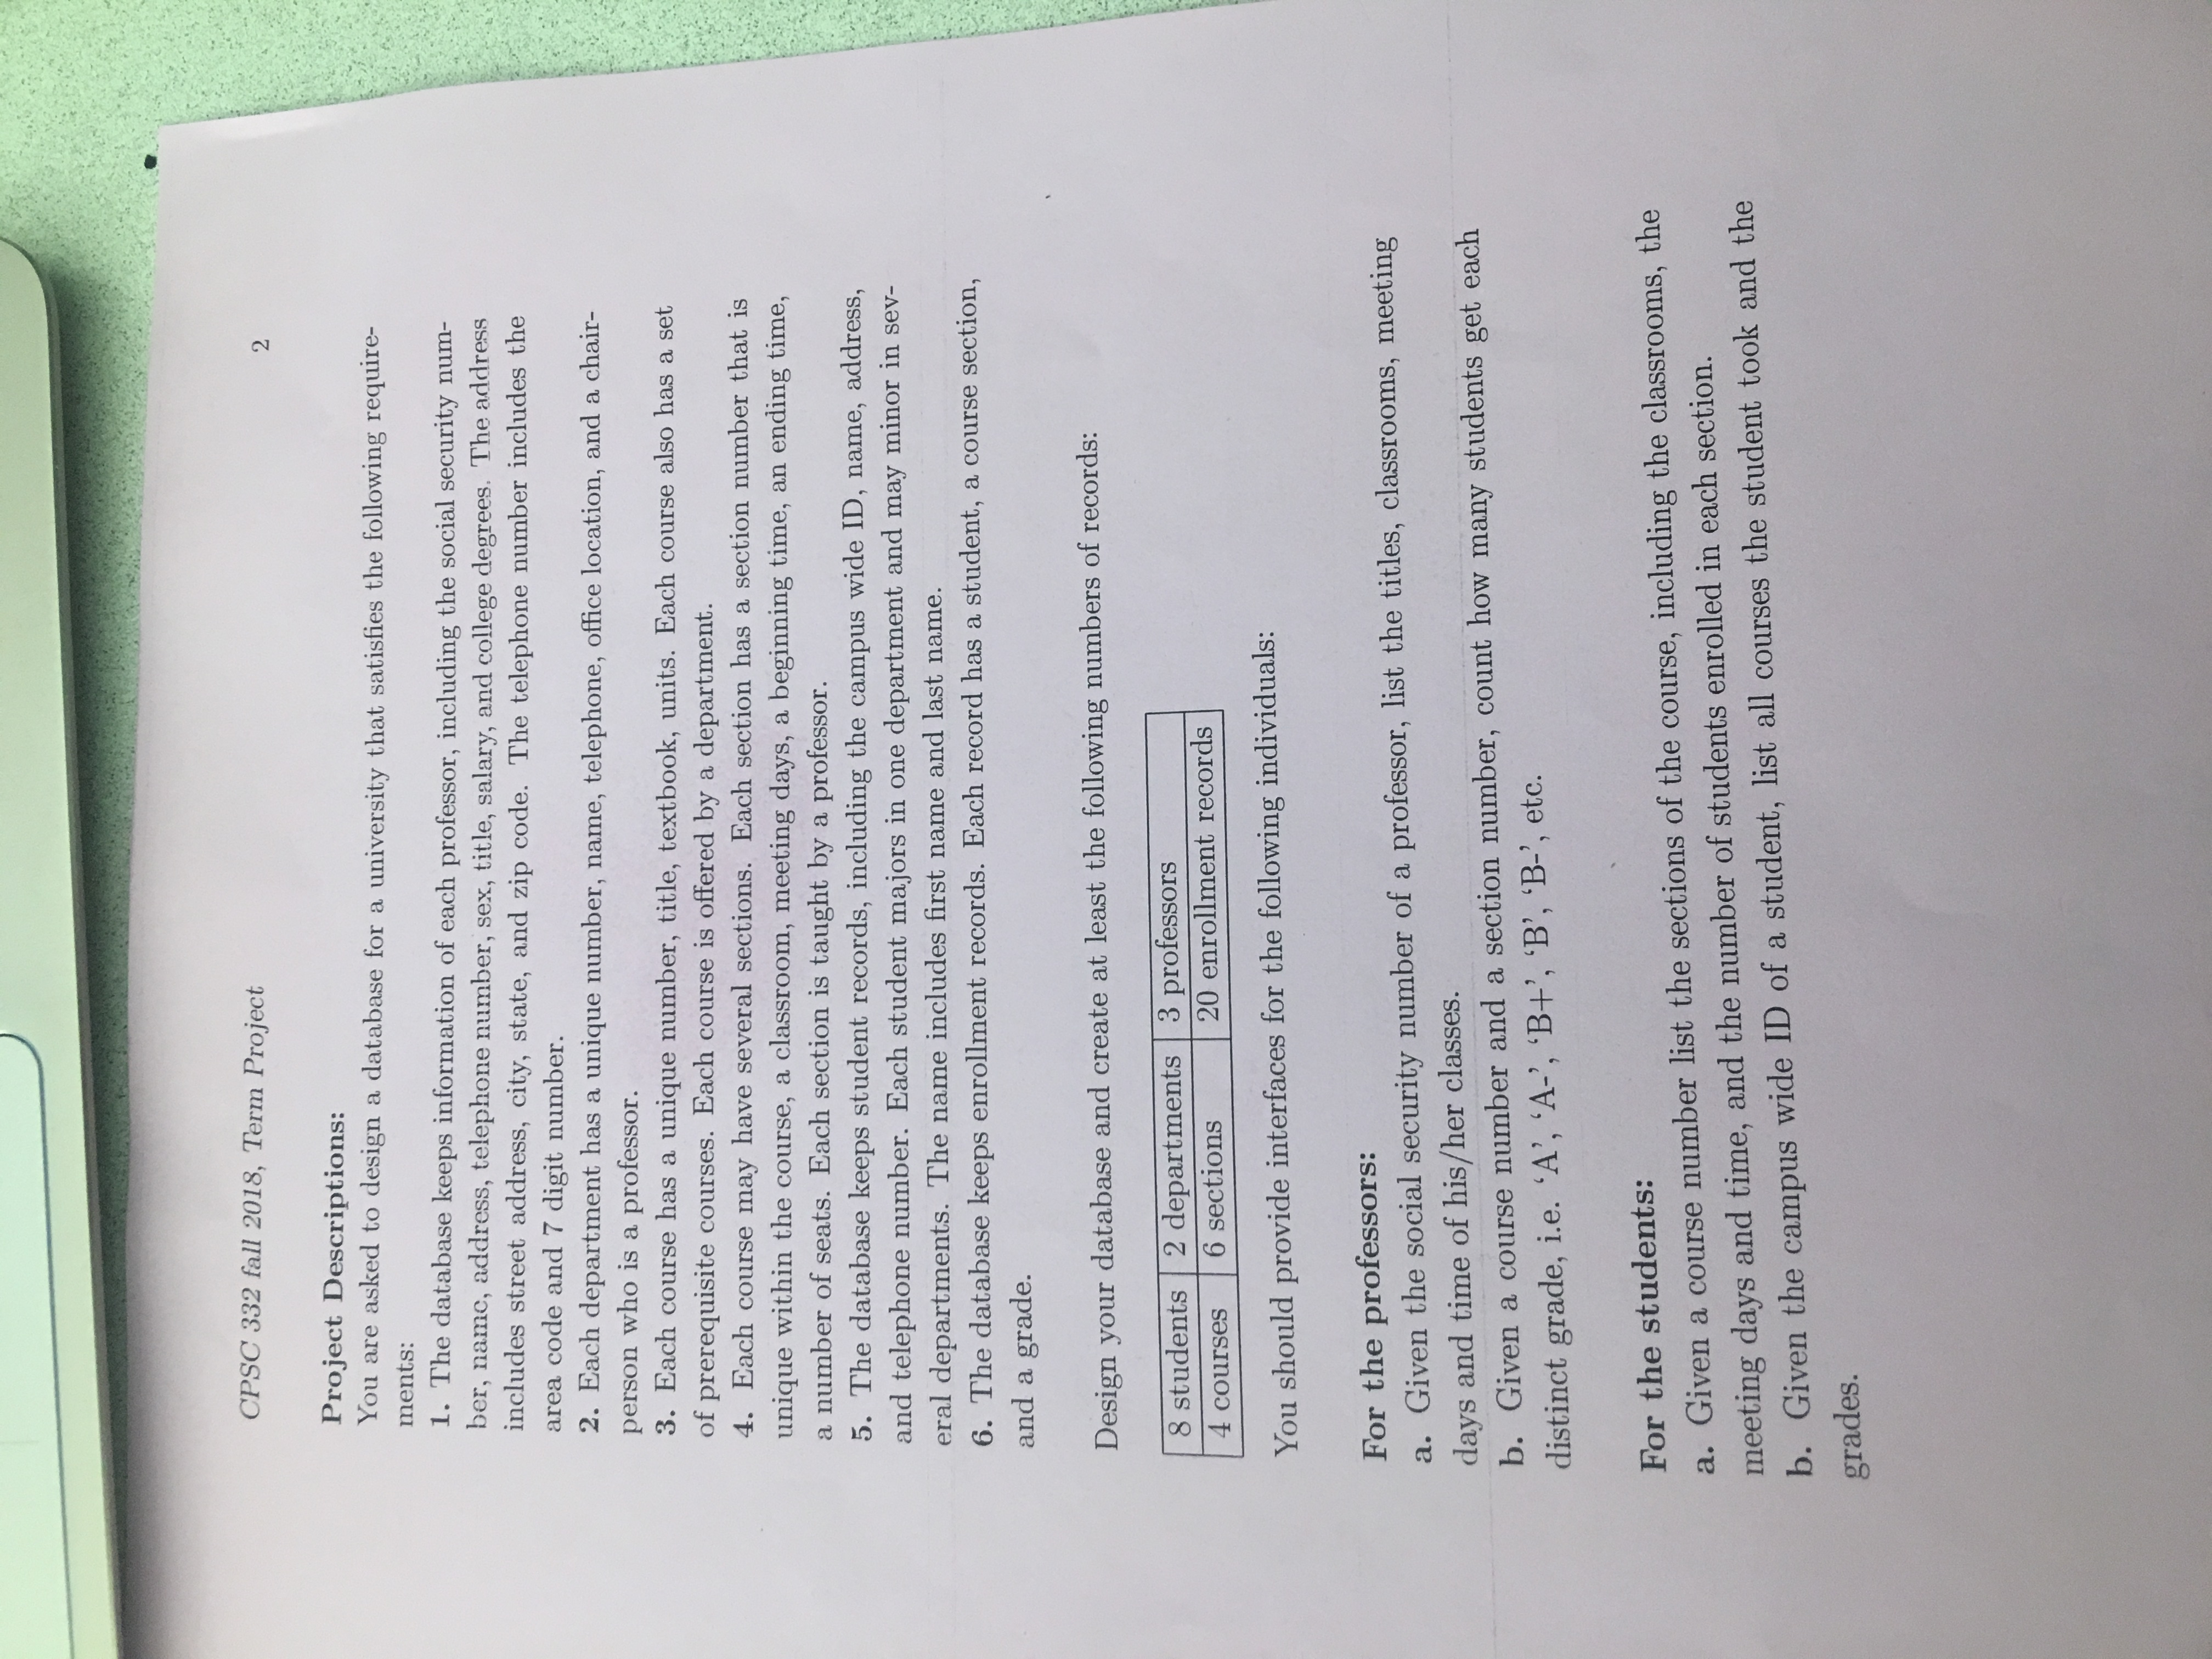 CPSC 332 fall 2018, Term Project 2
Project Descriptions:
You are asked to design a database for a university that satisfies the following require-
ments:
1. The database keeps information of each professor, including the social security num-
ber, name, address, telephone number, sex, title, salary, and college degrees. The address
includes street address, city, state, and zip code. The telephone number includes the
area code and 7 digit number.
2. Each department has a unique number, name, telephone, office location, and a chair-
person who is a professor.
3. Each course has a unique number, title, textbook, units. Each course also has a set
of prerequisite courses. Each course is offered by a department.
4. Each course may have several sections. Each section has a section number that is
unique within the course, a classroom, meeting days, a beginning time, an ending time,
a number of seats. Each section is taught by a professor.
5. The database keeps student records, including the campus wide ID, name, address,
and telephone number. Each student majors in one department and may minor in sev-
eral departments. The name includes first name and last name.
6. The database keeps enrollment records. Each record has a student, a course section,
and a grade.
Design your database and create at least the following numbers of records:
8 students 2 departments 3 professors
4 courses 6 sections 20 enrollment records
You should provide interfaces for the following individuals:
For the professors:
a. Given the social security number of a professor, list the titles, classrooms, meeting
days and time of his/her classes.
b. Given a course number and a section number, count how many students get each
distinct grade, i.e. ‘A’, ‘A-’, ‘B+’, ‘B’, ‘B-’, etc.
For the students:
a. Given a course number list the sections of the course, including the classrooms, the
meeting days and time, and the number of students enrolled in each section.
b. Given the campus wide ID of a student, list all courses the student took and the
grades.